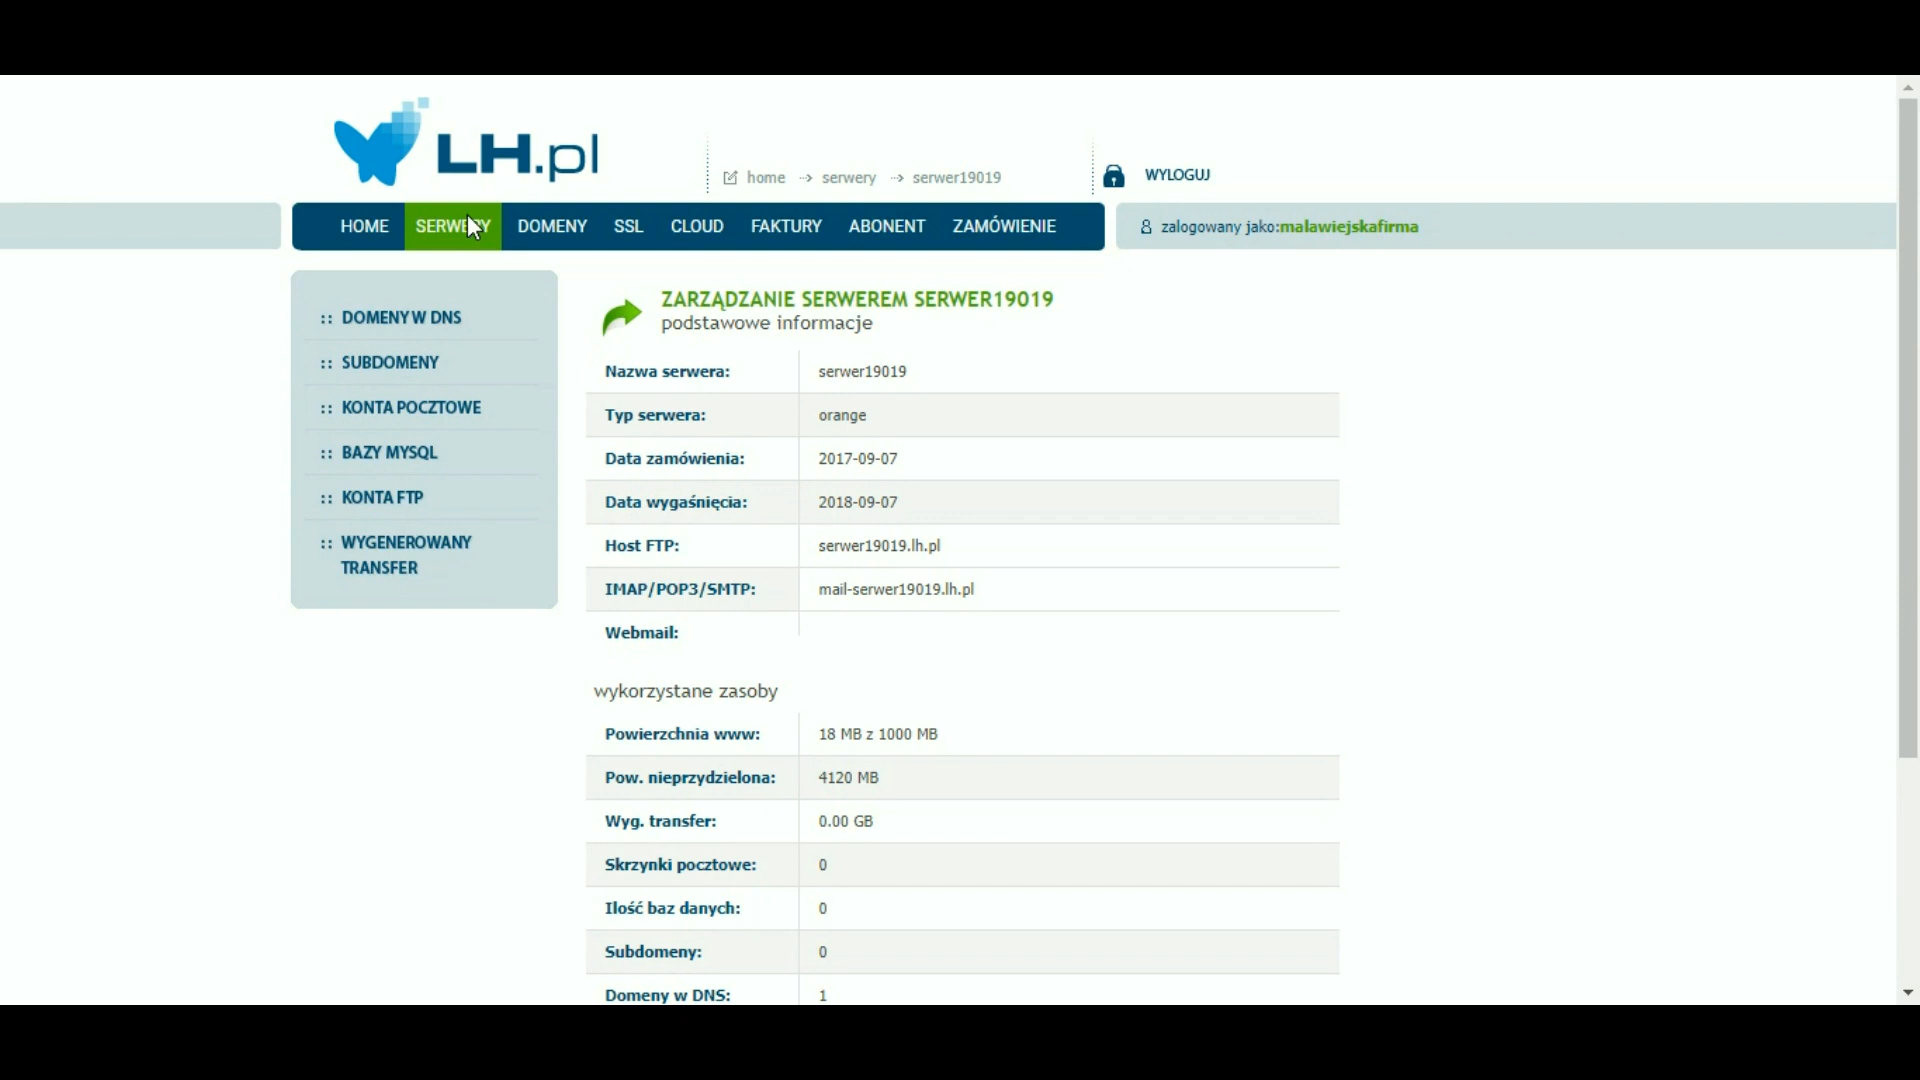 LH.pl
home serwery serwer19019
WYLOGUJ
HOME SERWERY DOMENY SSL CLOUD FAKTURY ABONENT ZAMÓWIENIE
zalogowany jako:malawiejskafirma
:: DOMENY W DNS
:: SUBDOMENY
:: KONTA POCZTOWE
:: BAZY MYSQL
:: KONTA FTP
:: WYGENEROWANY
TRANSFER
ZARZĄDZANIE SERWEREM SERWER19019
podstawowe informacje
Nazwa serwera: serwer19019
Typ serwera: orange
Data zamówienia: 2017-09-07
Data wygaśnięcia: 2018-09-07
Host FTP: serwer19019.lh.pl
IMAP/POP3/SMTP: mail-serwer19019.lh.pl
Webmail:
wykorzystane zasoby
Powierzchnia www: 18 MB z 1000 MB
Pow. nieprzydzielona: 4120 MB
Wyg. transfer: 0.00 GB
Skrzynki pocztowe: 0
Ilość baz danych: 0
Subdomeny: 0
Domeny w DNS: 1